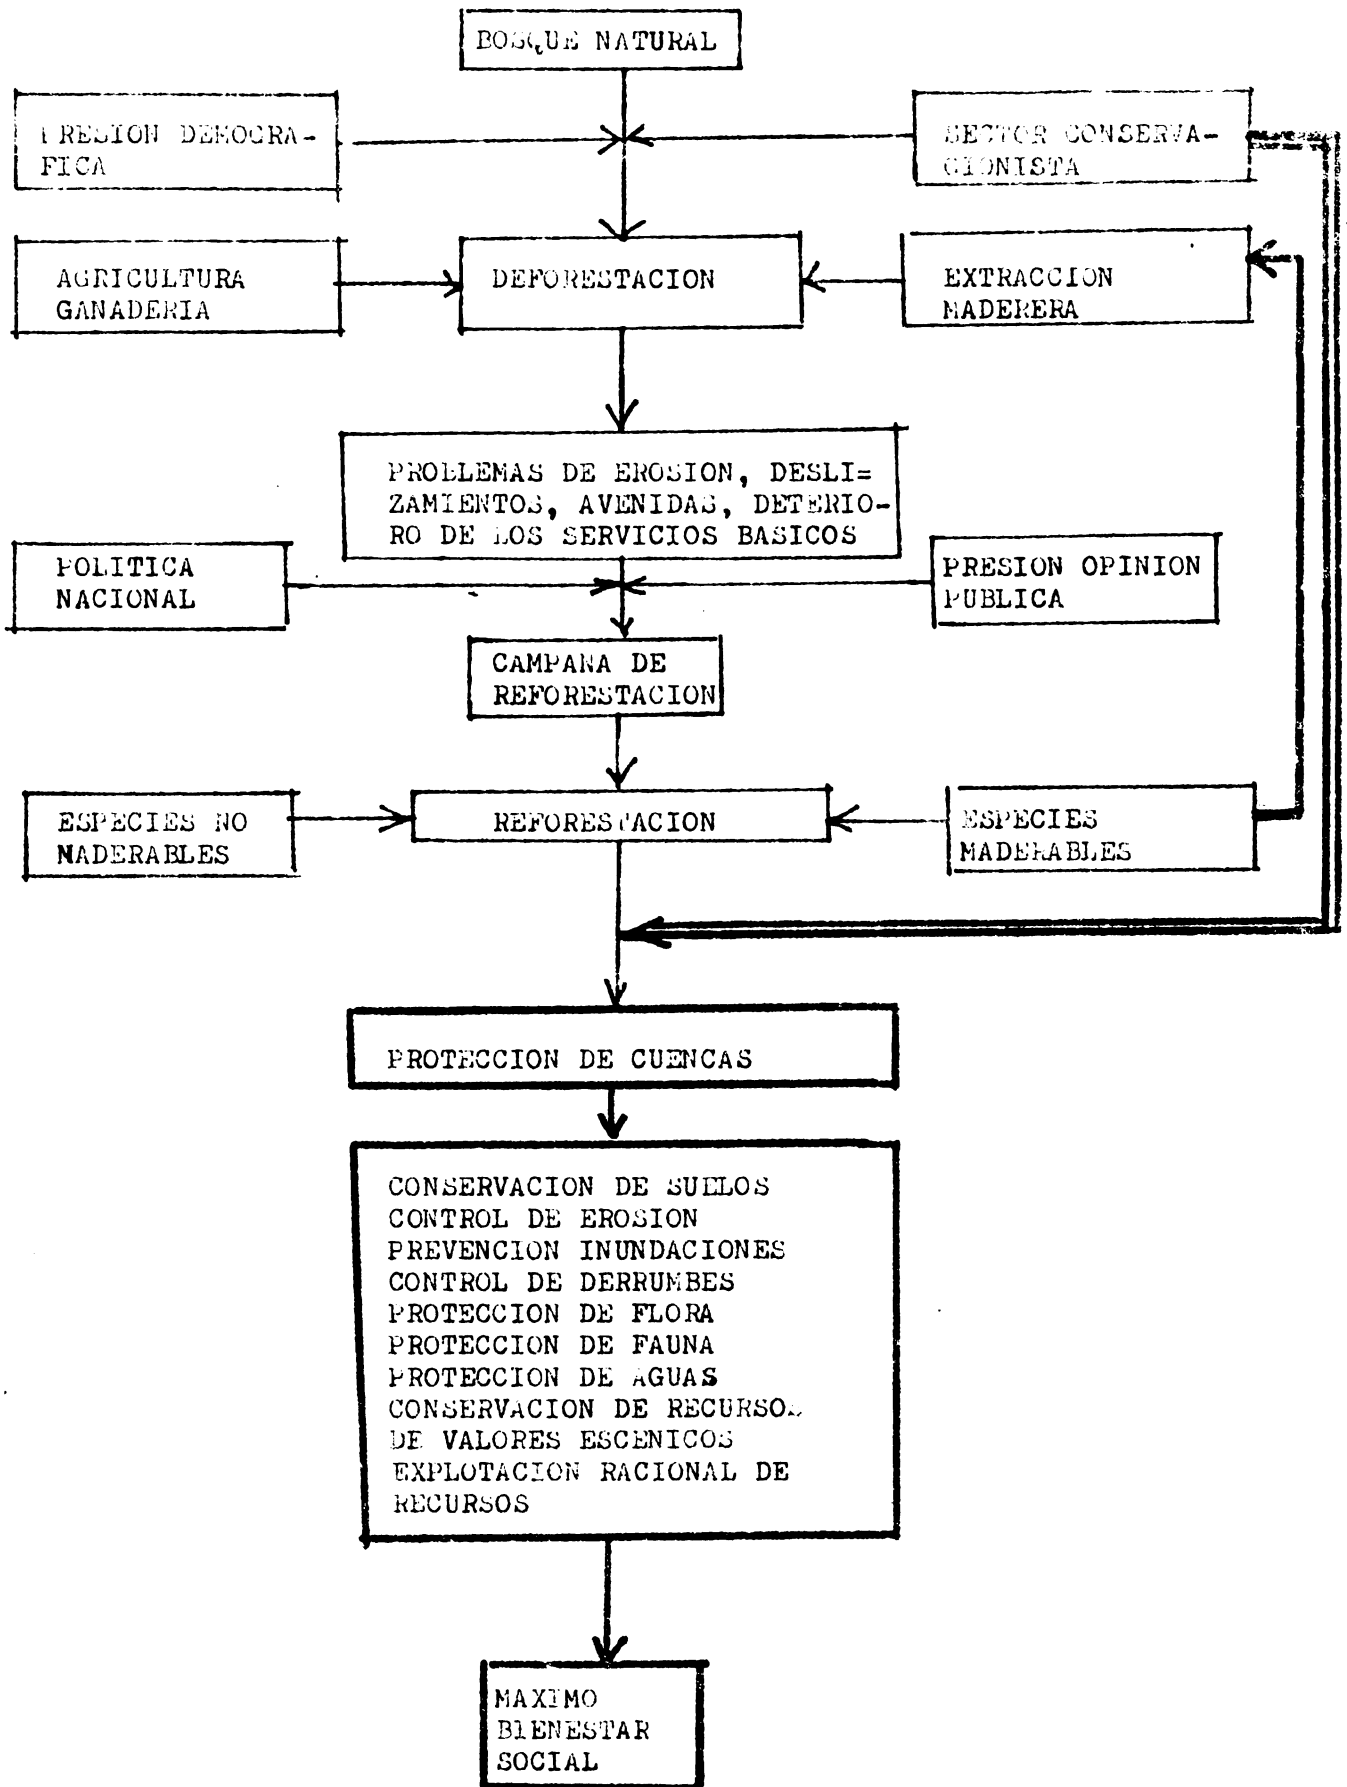 BOSQUE NATURAL
PRESION DEMOGRA-
FICA
SECTOR CONSERVA-
CIONISTA
AGRICULTURA
GANADERIA
DEFORESTACION
EXTRACCION
MADERERA
PROBLEMAS DE EROSION, DESLI=
ZAMIENTOS, AVENIDAS, DETERIO-
RO DE LOS SERVICIOS BASICOS
POLITICA
NACIONAL
PRESION OPINION
PUBLICA
CAMPANA DE
REFORESTACION
ESPECIES NO
MADERABLES
REFORESTACION
ESPECIES
MADERABLES
PROTECCION DE CUENCAS
CONSERVACION DE SUELOS
CONTROL DE EROSION
PREVENCION INUNDACIONES
CONTROL DE DERRUMBES
PROTECCION DE FLORA
PROTECCION DE FAUNA
PROTECCION DE AGUAS
CONSERVACION DE RECURSOS
DE VALORES ESCENICOS
EXPLOTACION RACIONAL DE
RECURSOS
MAXIMO
BIENESTAR
SOCIAL